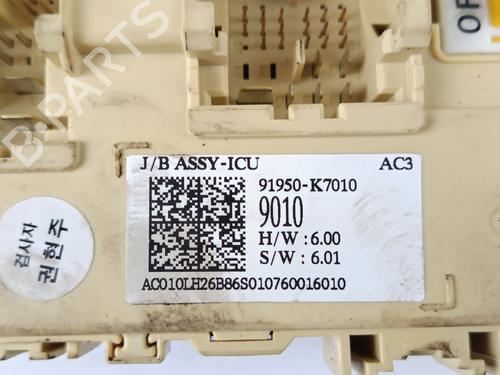 B-PARTS
OF
J/B ASSY-ICU AC3
91950-K7010
9010
H/W : 6.00
S/W : 6.01
AC010LH26B86S010760016010
검사자
권현주